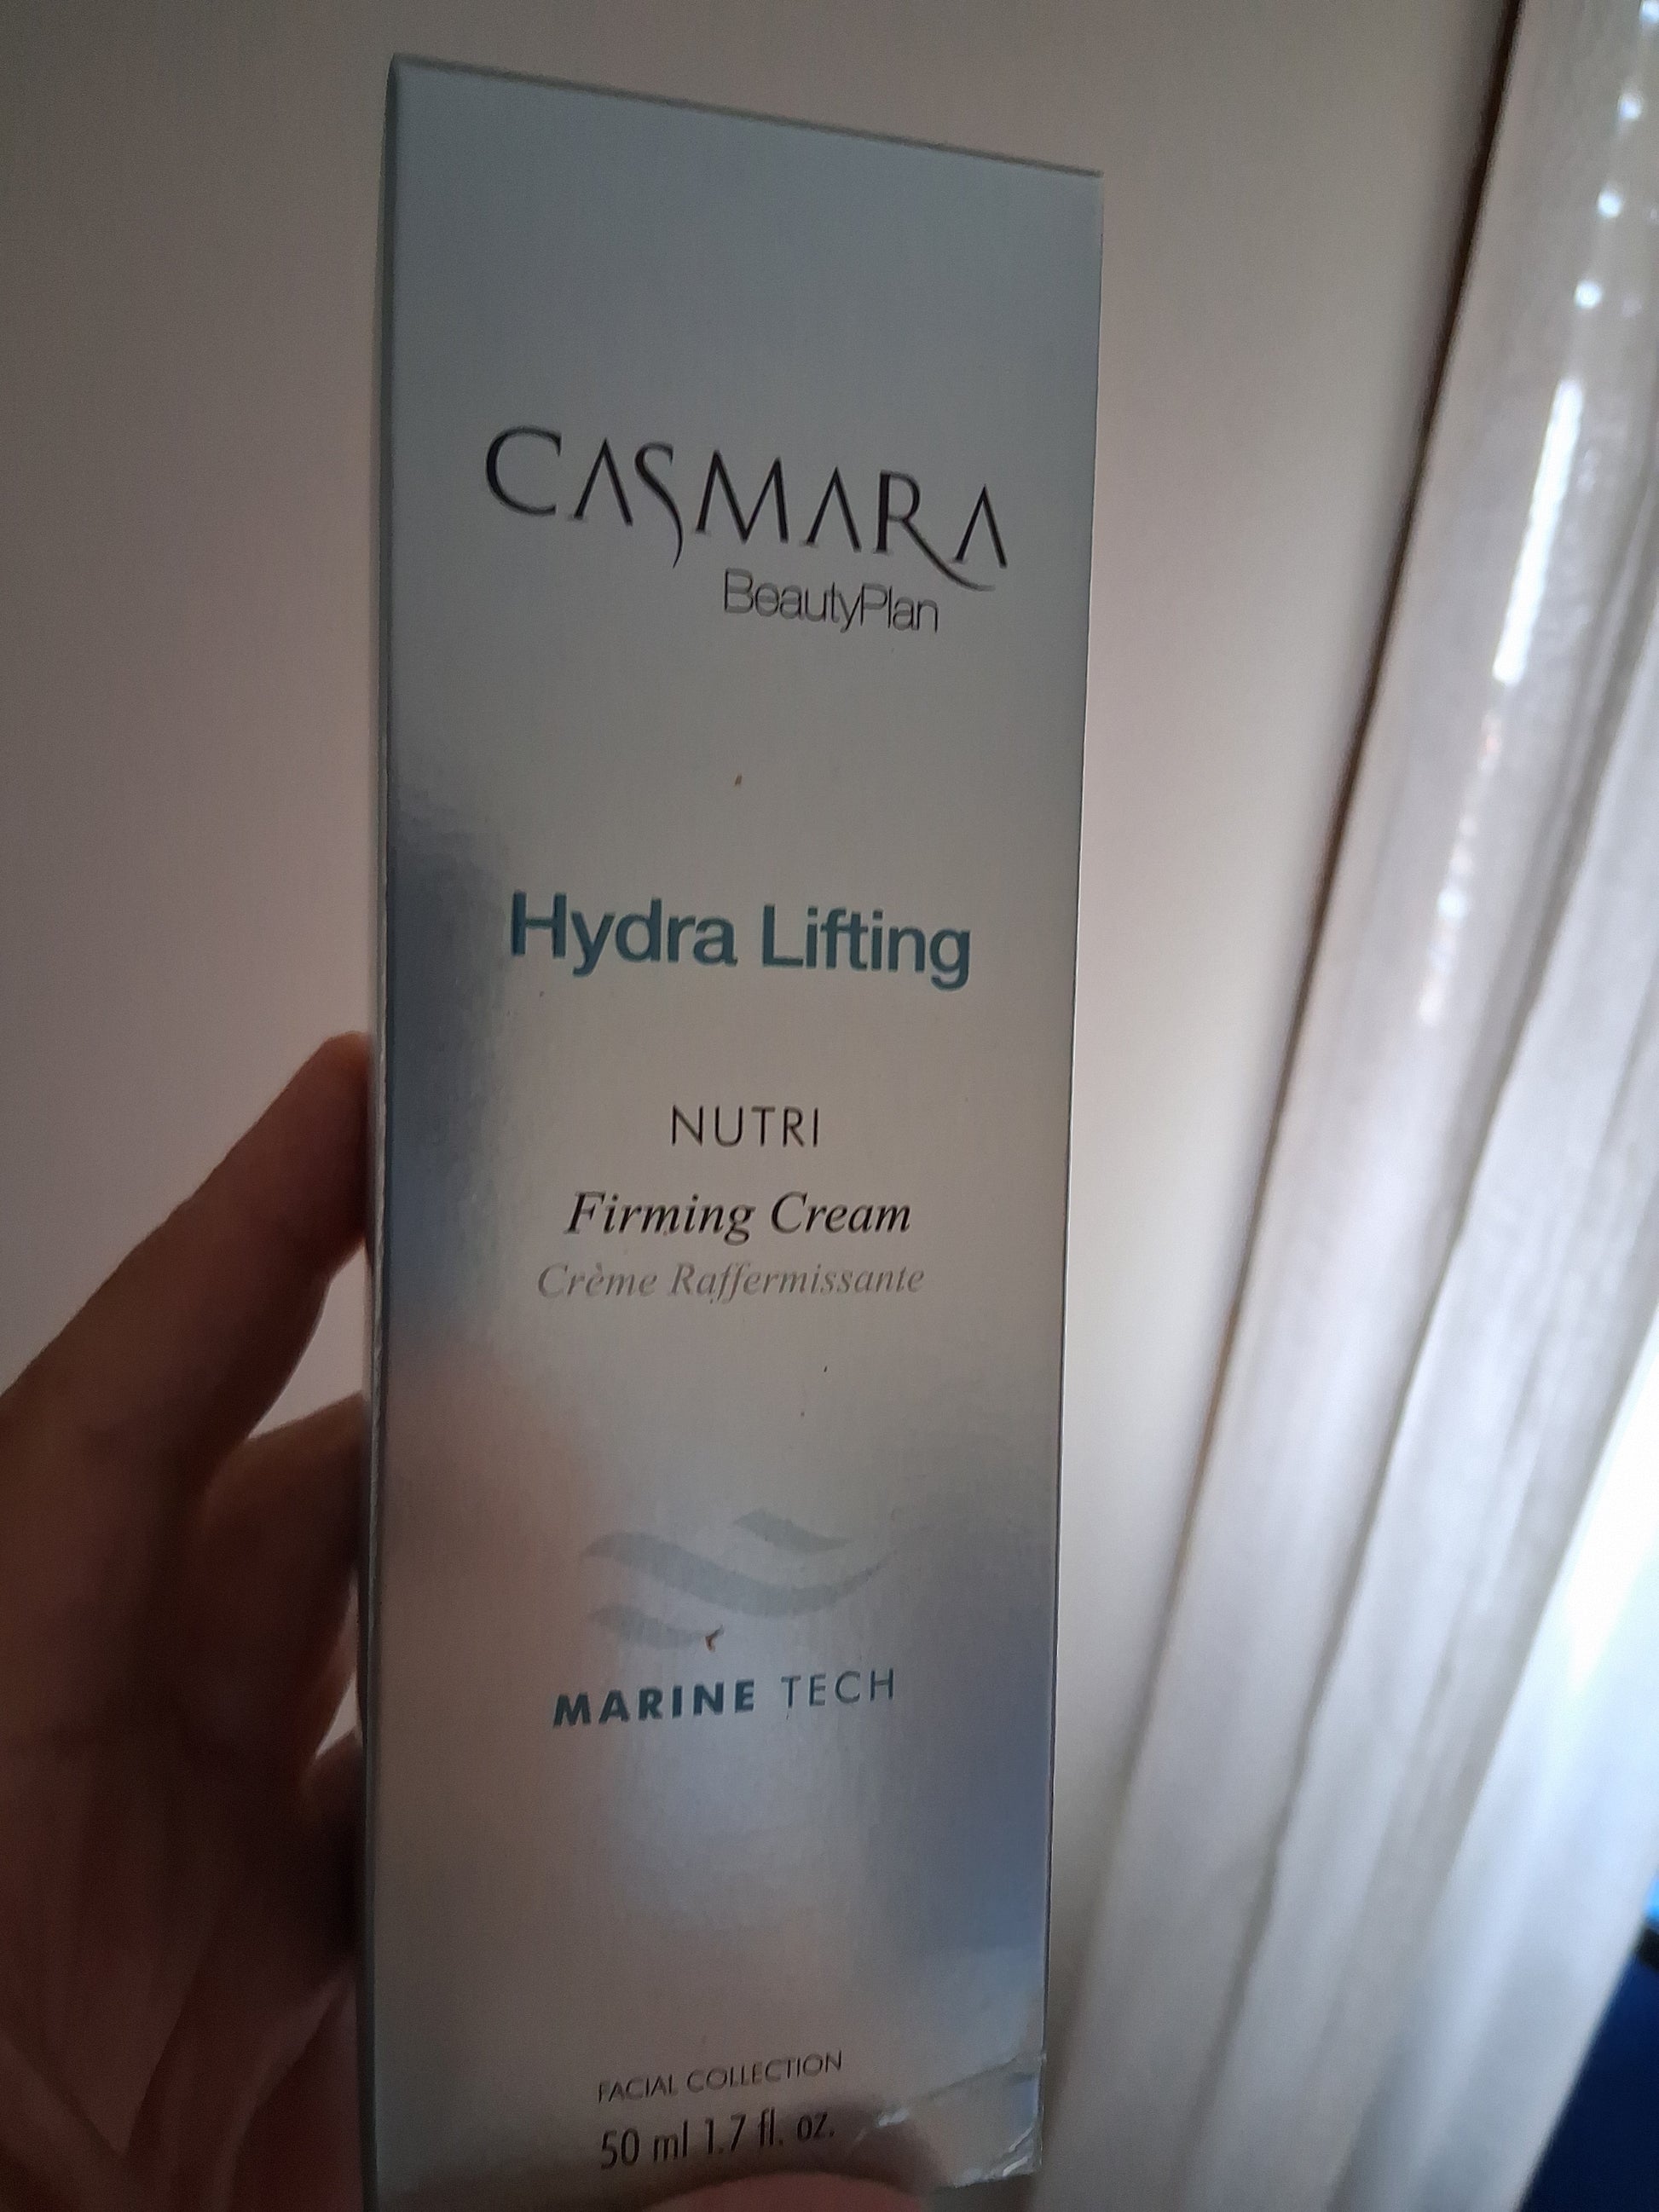 CASMARA
BeautyPlan
Hydra Lifting
NUTRI
Firming Cream
Crème Raffermissante
MARINE TECH
FACIAL COLLECTION
50 ml 1.7 fl. oz.